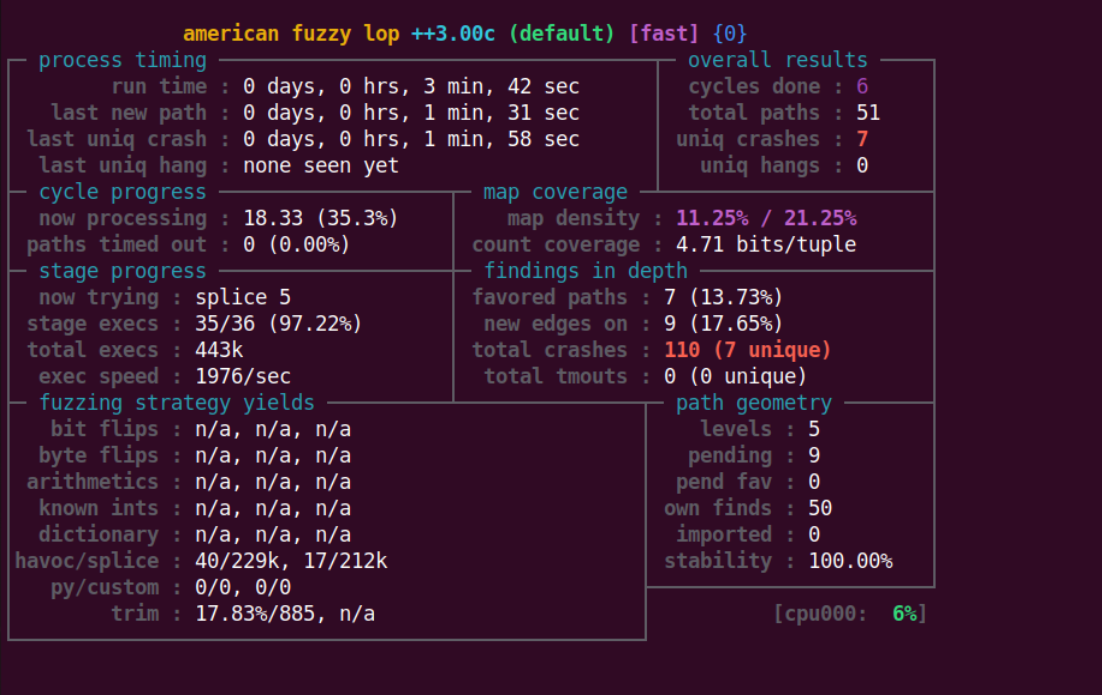 american fuzzy lop ++3.00c (default) [fast] {0}
process timing overall results
run time : 0 days, 0 hrs, 3 min, 42 sec cycles done : 6
last new path : 0 days, 0 hrs, 1 min, 31 sec total paths : 51
last uniq crash : 0 days, 0 hrs, 1 min, 58 sec uniq crashes : 7
last uniq hang : none seen yet uniq hangs : 0
cycle progress map coverage
now processing : 18.33 (35.3%) map density : 11.25% / 21.25%
paths timed out : 0 (0.00%) count coverage : 4.71 bits/tuple
stage progress findings in depth
now trying : splice 5 favored paths : 7 (13.73%)
stage execs : 35/36 (97.22%) new edges on : 9 (17.65%)
total execs : 443k total crashes : 110 (7 unique)
exec speed : 1976/sec total tmouts : 0 (0 unique)
fuzzing strategy yields path geometry
bit flips : n/a, n/a, n/a levels : 5
byte flips : n/a, n/a, n/a pending : 9
arithmetics : n/a, n/a, n/a pend fav : 0
known ints : n/a, n/a, n/a own finds : 50
dictionary : n/a, n/a, n/a imported : 0
havoc/splice : 40/229k, 17/212k stability : 100.00%
py/custom : 0/0, 0/0
trim : 17.83%/885, n/a [cpu000: 6%]